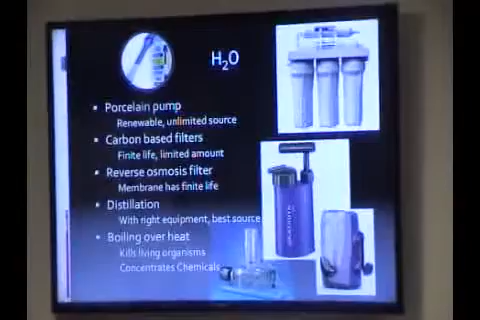 H2O
Porcelain pump
Renewable, unlimited source
Carbon based filters
Finite life, limited amount
Reverse osmosis filter
Membrane has finite life
Distillation
With right equipment, best source
Boiling over heat
Kills living organisms
Concentrates Chemicals